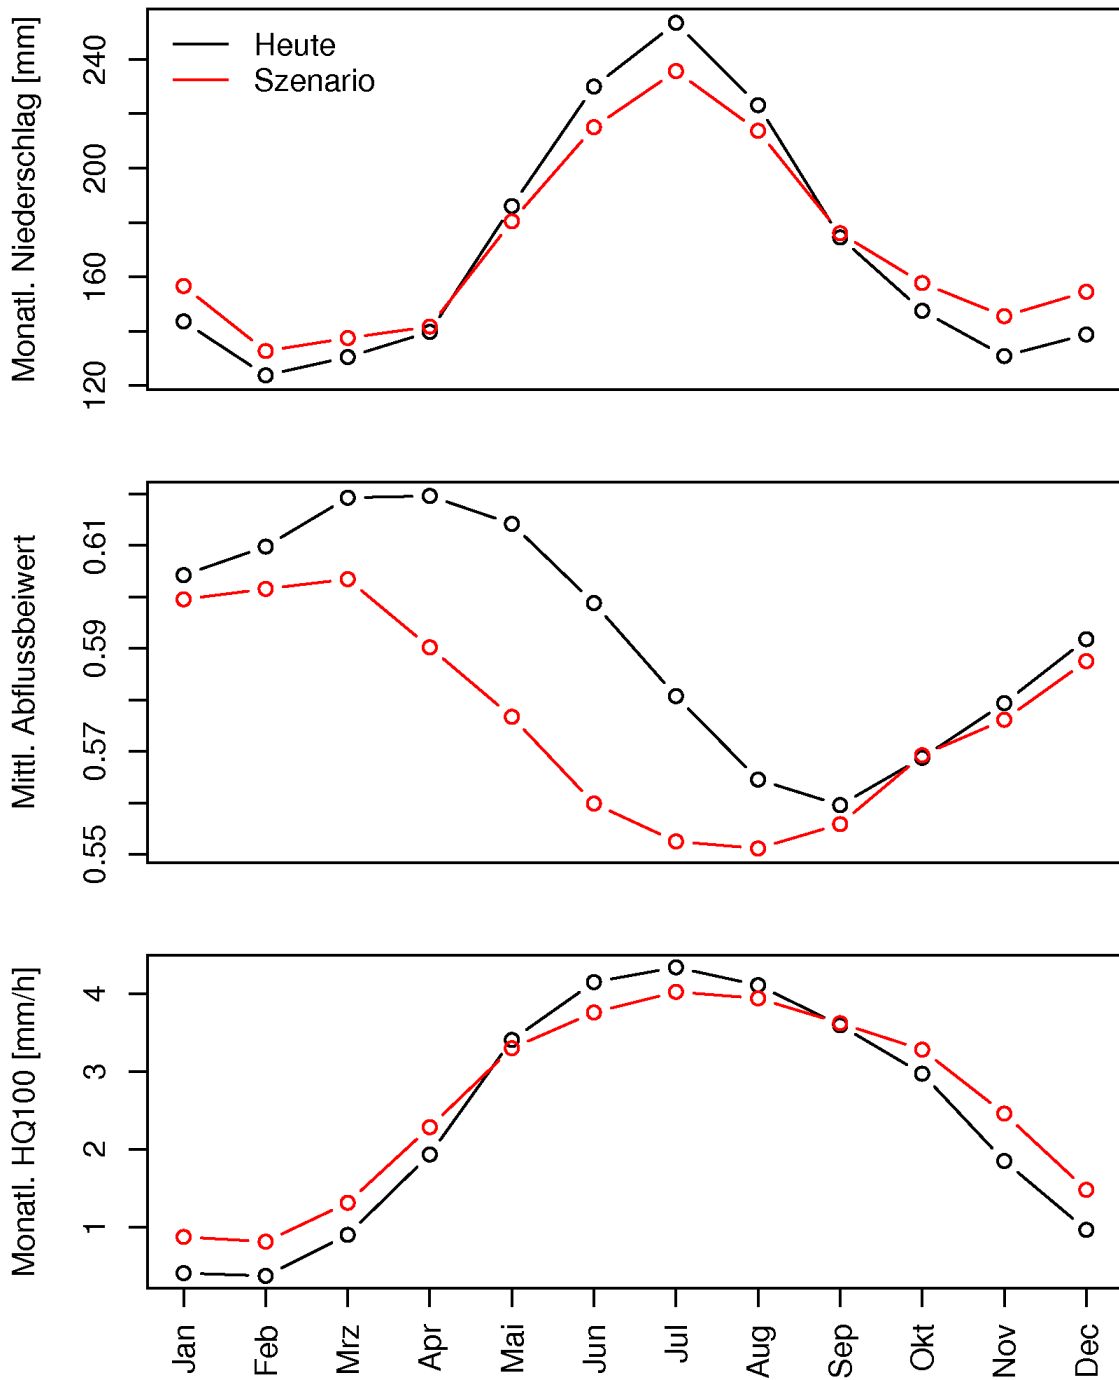 Monatl. Niederschlag [mm]
240
200
160
120
Heute
Szenario
Mittl. Abflussbeiwert
0.61
0.59
0.57
0.55
Monatl. HQ100 [mm/h]
4
3
2
1
Jan Feb Mrz Apr Mai Jun Jul Aug Sep Okt Nov Dec